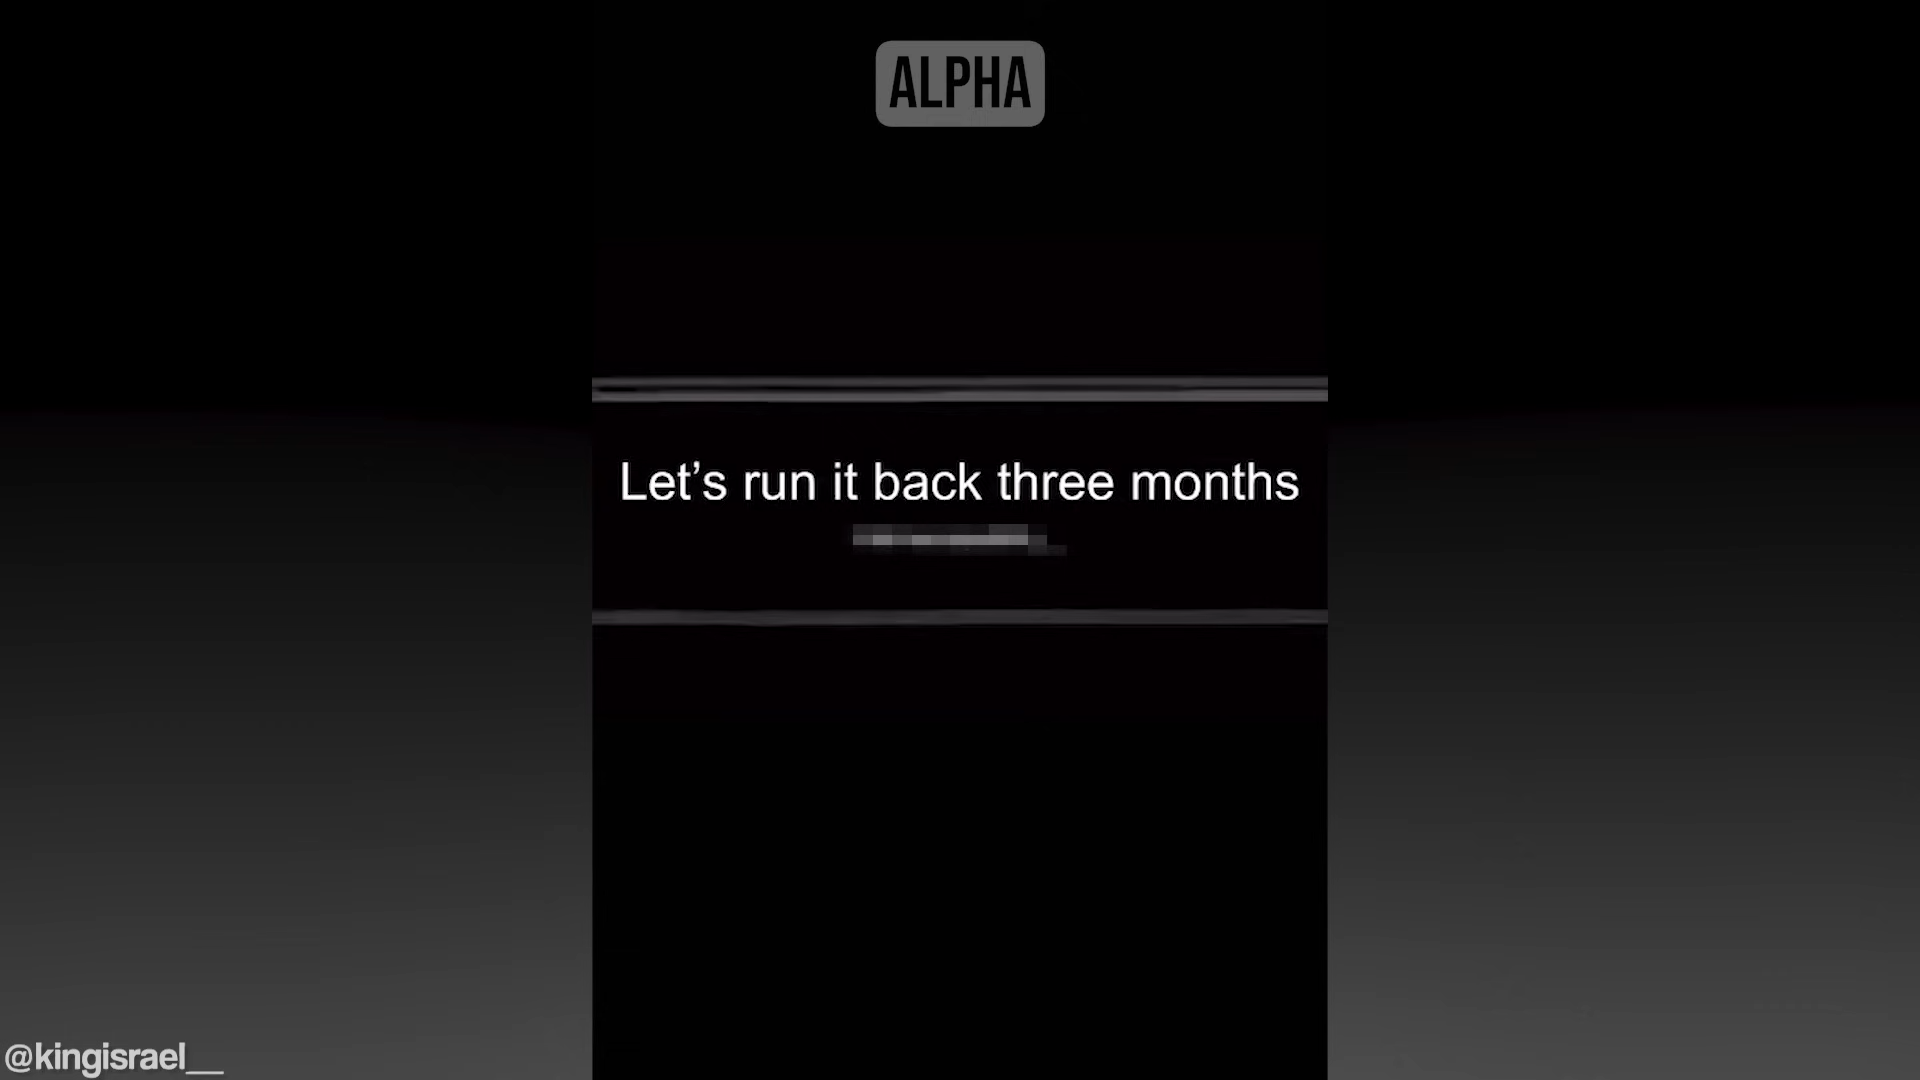 ALPHA
Let’s run it back three months
@kingisrael__